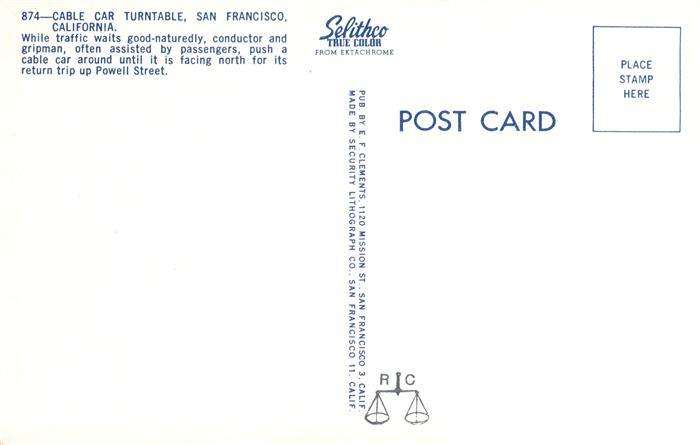 874—CABLE CAR TURNTABLE, SAN FRANCISCO,
CALIFORNIA.
While traffic waits good-naturedly, conductor and
gripman, often assisted by passengers, push a
cable car around until it is facing north for its
return trip up Powell Street.
Selithco
TRUE COLOR
FROM EKTACHROME
PUB. BY E. F. CLEMENTS, 1120 MISSION ST., SAN FRANCISCO 3, CALIF.
MADE BY SECURITY LITHOGRAPH CO., SAN FRANCISCO 11, CALIF.
POST CARD
PLACE
STAMP
HERE
R C